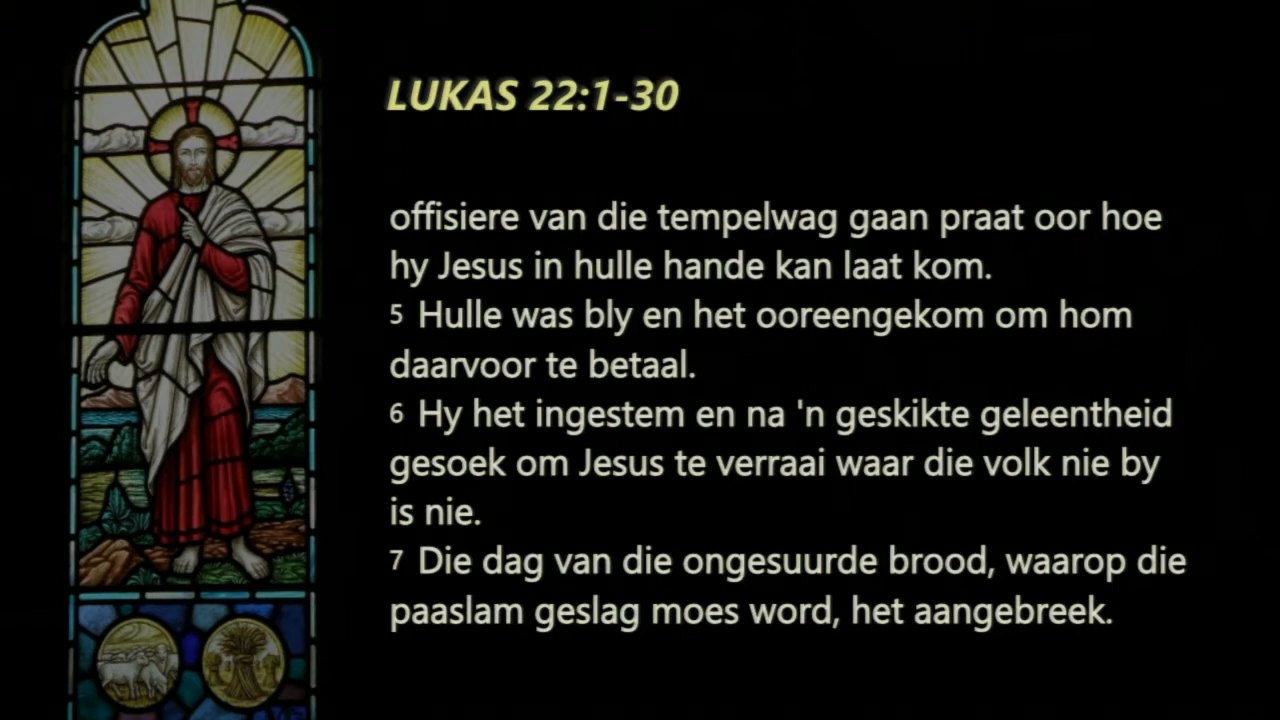 LUKAS 22:1-30
offisiere van die tempelwag gaan praat oor hoe
hy Jesus in hulle hande kan laat kom.
5 Hulle was bly en het ooreengekom om hom
daarvoor te betaal.
6 Hy het ingestem en na 'n geskikte geleentheid
gesoek om Jesus te verraai waar die volk nie by
is nie.
7 Die dag van die ongesuurde brood, waarop die
paaslam geslag moes word, het aangebreek.